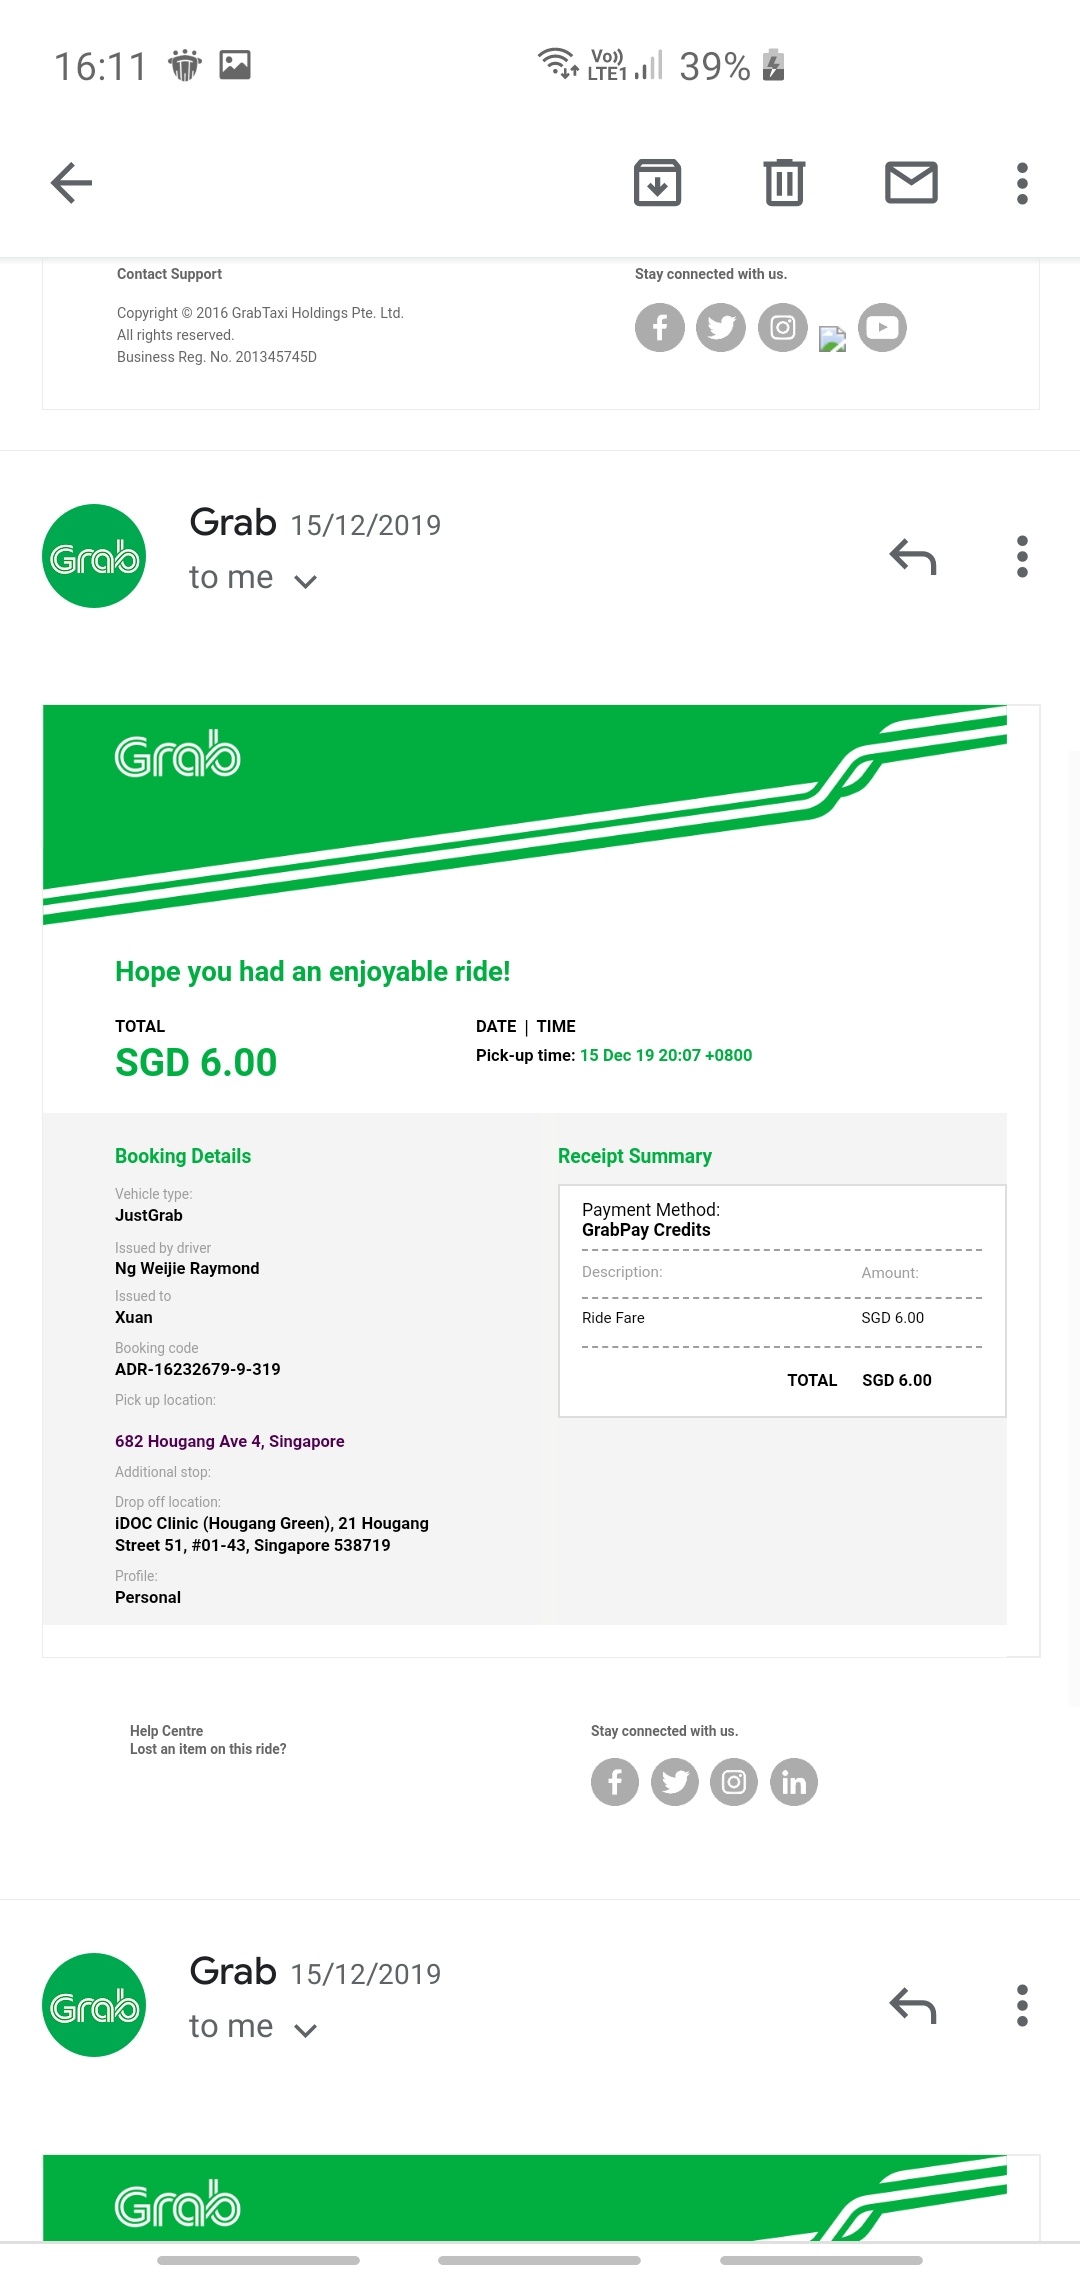 16:11
Vo))
LTE1
39%
Contact Support
Stay connected with us.
Copyright © 2016 GrabTaxi Holdings Pte. Ltd.
All rights reserved.
Business Reg. No. 201345745D
Grab
Grab 15/12/2019
to me
Grab
Hope you had an enjoyable ride!
TOTAL
SGD 6.00
DATE | TIME
Pick-up time: 15 Dec 19 20:07 +0800
Booking Details
Vehicle type:
JustGrab
Issued by driver
Ng Weijie Raymond
Issued to
Xuan
Booking code
ADR-16232679-9-319
Pick up location:
682 Hougang Ave 4, Singapore
Additional stop:
Drop off location:
iDOC Clinic (Hougang Green), 21 Hougang
Street 51, #01-43, Singapore 538719
Profile:
Personal
Receipt Summary
Payment Method:
GrabPay Credits
Description: Amount:
Ride Fare SGD 6.00
TOTAL SGD 6.00
Help Centre
Lost an item on this ride?
Stay connected with us.
Grab
Grab 15/12/2019
to me
Grab